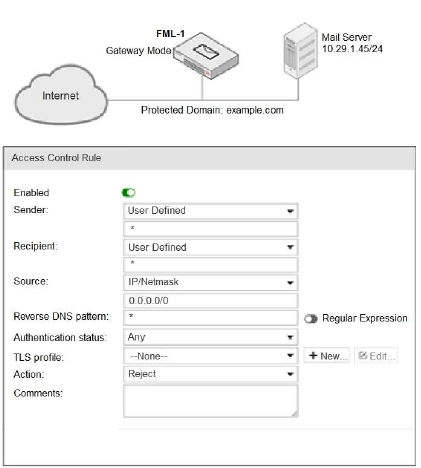 FML-1
Gateway Mode
Mail Server
10.29.1.45/24
Internet
Protected Domain: example.com
Access Control Rule
Enabled
Sender: User Defined
*
Recipient: User Defined
*
Source: IP/Netmask
0.0.0.0/0
Reverse DNS pattern: * Regular Expression
Authentication status: Any
TLS profile: --None-- + New... Edit...
Action: Reject
Comments: